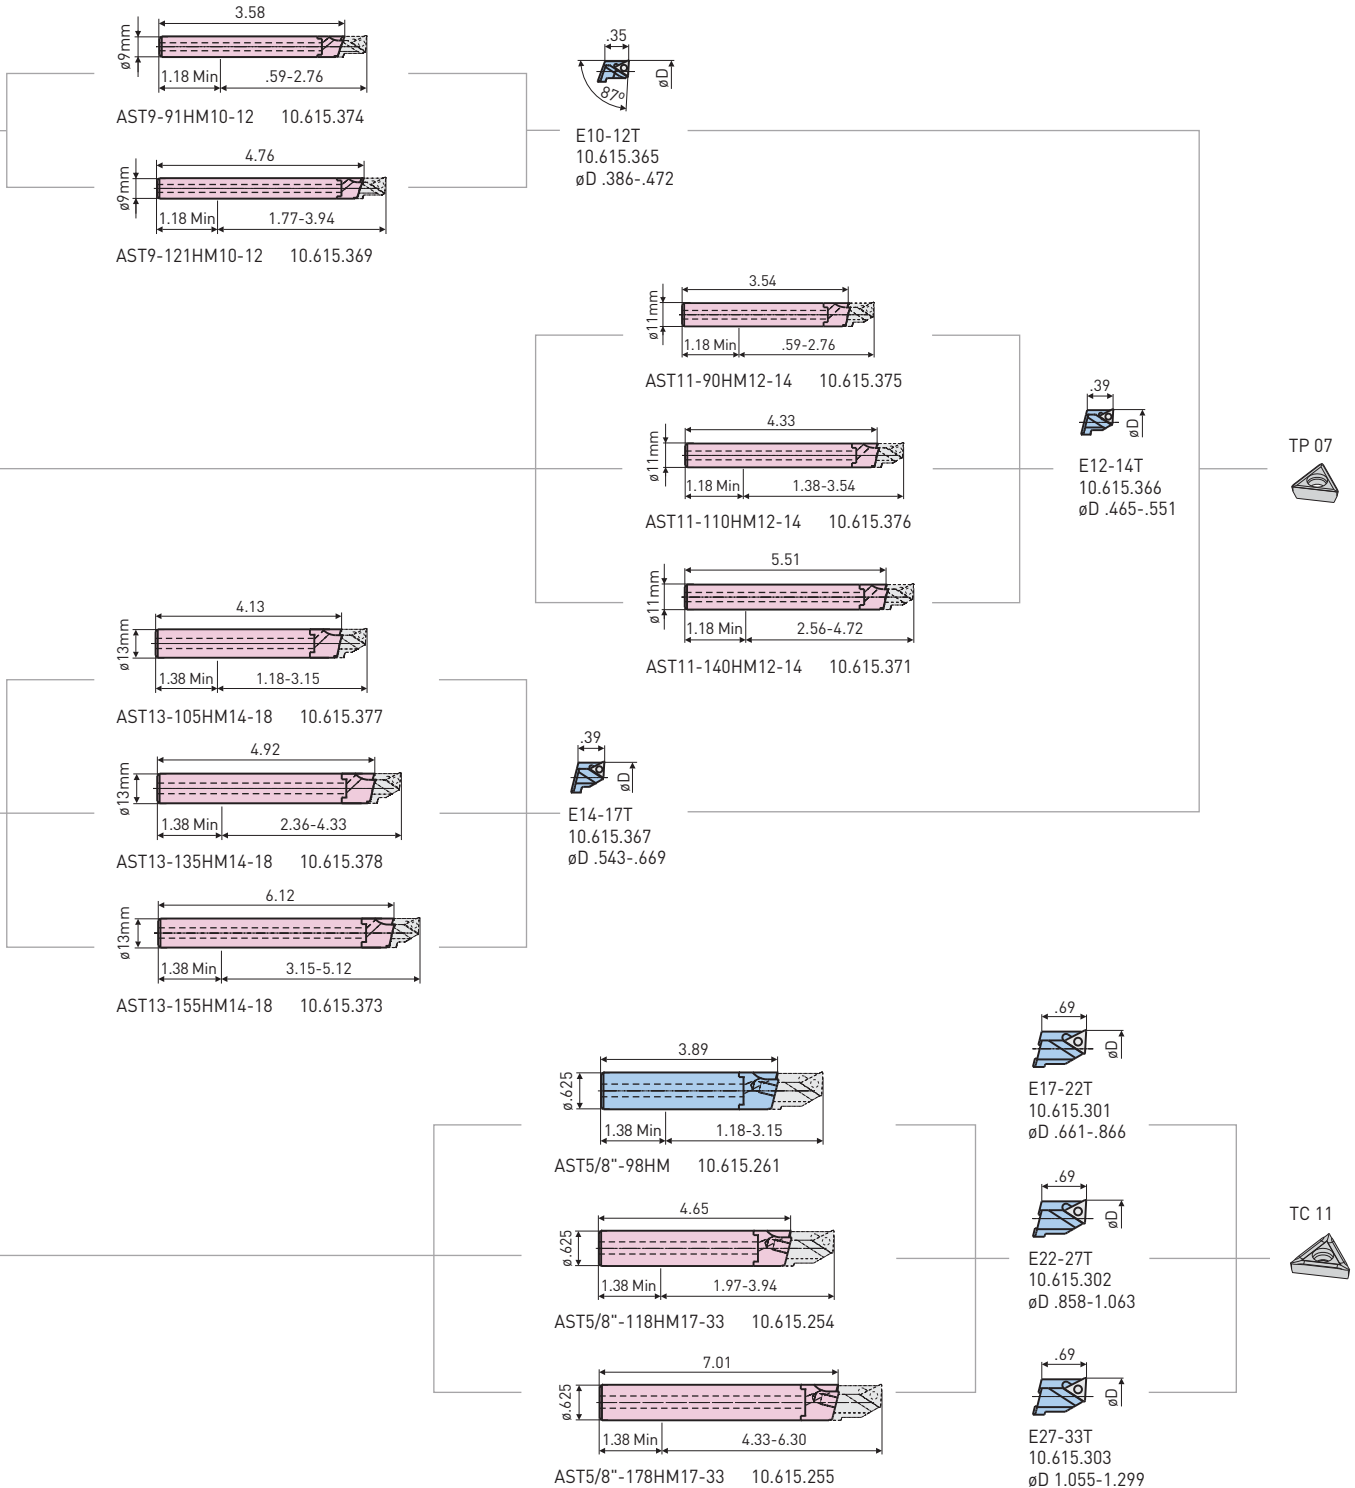 3.58
ø9mm
1.18 Min
.59-2.76
AST9-91HM10-12 10.615.374
4.76
ø9mm
1.18 Min
1.77-3.94
AST9-121HM10-12 10.615.369
.35
øD
87º
E10-12T
10.615.365
øD .386-.472
3.54
ø11mm
1.18 Min
.59-2.76
AST11-90HM12-14 10.615.375
4.33
ø11mm
1.18 Min
1.38-3.54
AST11-110HM12-14 10.615.376
5.51
ø11mm
1.18 Min
2.56-4.72
AST11-140HM12-14 10.615.371
.39
øD
E12-14T
10.615.366
øD .465-.551
TP 07
4.13
ø13mm
1.38 Min
1.18-3.15
AST13-105HM14-18 10.615.377
4.92
ø13mm
1.38 Min
2.36-4.33
AST13-135HM14-18 10.615.378
6.12
ø13mm
1.38 Min
3.15-5.12
AST13-155HM14-18 10.615.373
.39
øD
E14-17T
10.615.367
øD .543-.669
3.89
ø.625
1.38 Min
1.18-3.15
AST5/8"-98HM 10.615.261
4.65
ø.625
1.38 Min
1.97-3.94
AST5/8"-118HM17-33 10.615.254
7.01
ø.625
1.38 Min
4.33-6.30
AST5/8"-178HM17-33 10.615.255
.69
øD
E17-22T
10.615.301
øD .661-.866
.69
øD
E22-27T
10.615.302
øD .858-1.063
.69
øD
E27-33T
10.615.303
øD 1.055-1.299
TC 11